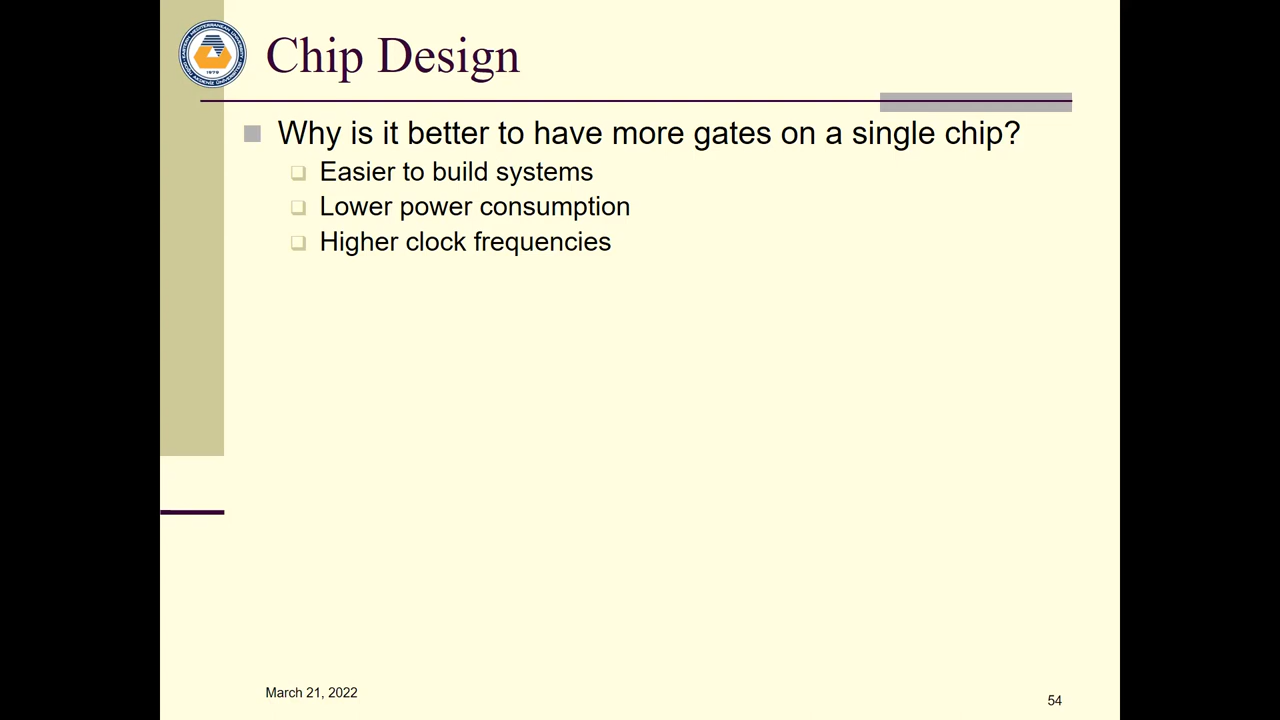 Chip Design
Why is it better to have more gates on a single chip?
Easier to build systems
Lower power consumption
Higher clock frequencies
March 21, 2022
54